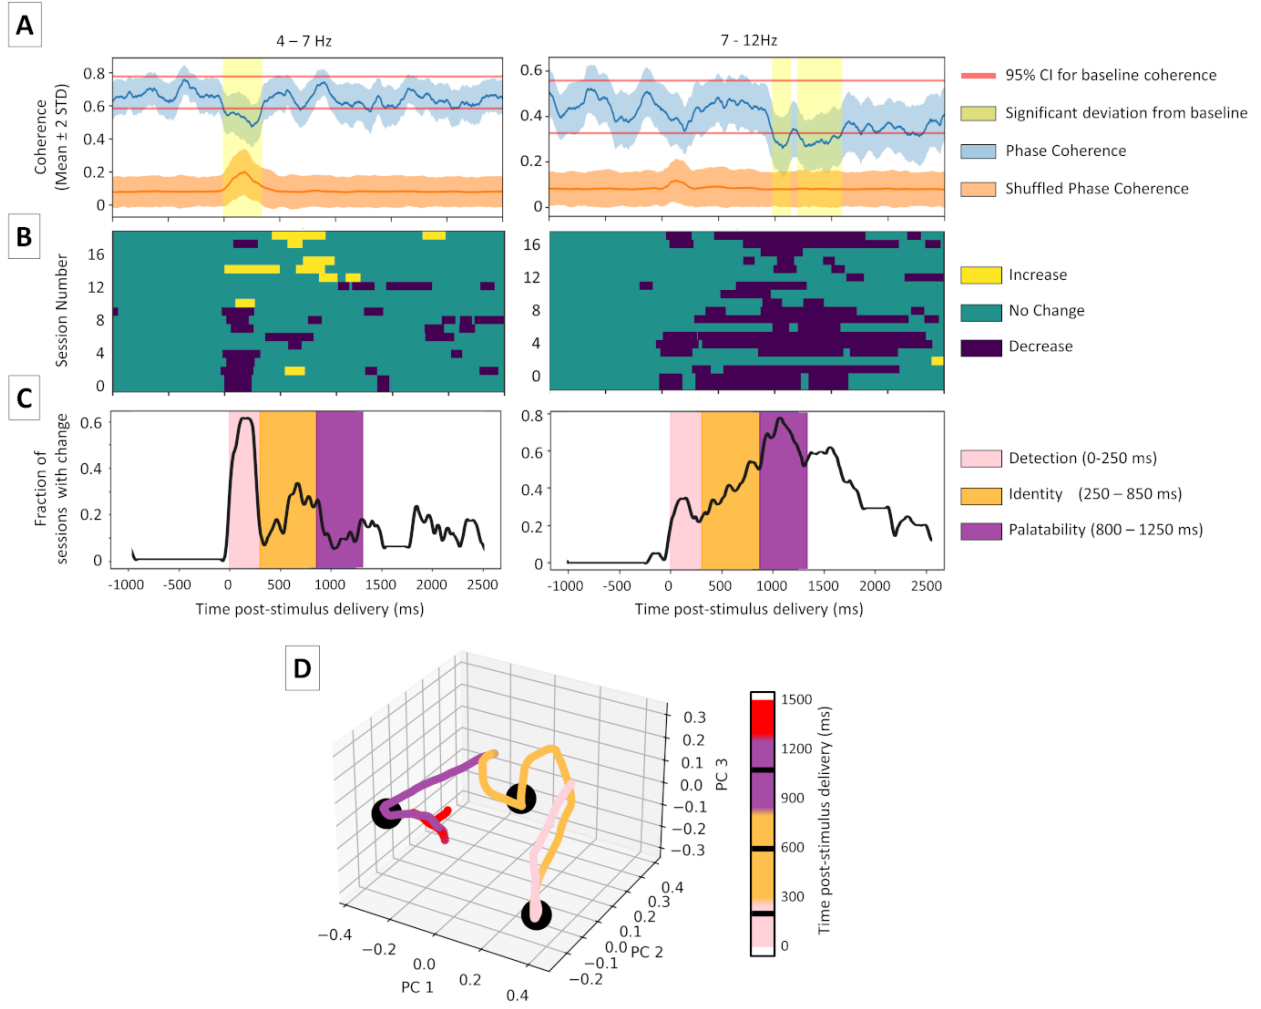 A
4 – 7 Hz
7 - 12Hz
Coherence
(Mean ± 2 STD)
0.8
0.6
0.4
0.2
0
0.6
0.4
0.2
0
95% CI for baseline coherence
Significant deviation from baseline
Phase Coherence
Shuffled Phase Coherence
B
Session Number
16
12
8
4
0
16
12
8
4
0
Increase
No Change
Decrease
C
Fraction of
sessions with change
0.6
0.4
0.2
0
0.8
0.6
0.4
0.2
0
-1000 -500 0 500 1000 1500 2000 2500
-1000 -500 0 500 1000 1500 2000 2500
Time post-stimulus delivery (ms)
Time post-stimulus delivery (ms)
Detection (0-250 ms)
Identity (250 – 850 ms)
Palatability (800 – 1250 ms)
D
0.3
0.2
0.1
0.0
−0.1
−0.2
−0.3
PC 3
0.4
0.3
0.2
0.1
0.0
−0.1
−0.2
PC 2
−0.4
−0.2
0.0
0.2
0.4
PC 1
1500
1200
900
600
300
0
Time post-stimulus delivery (ms)